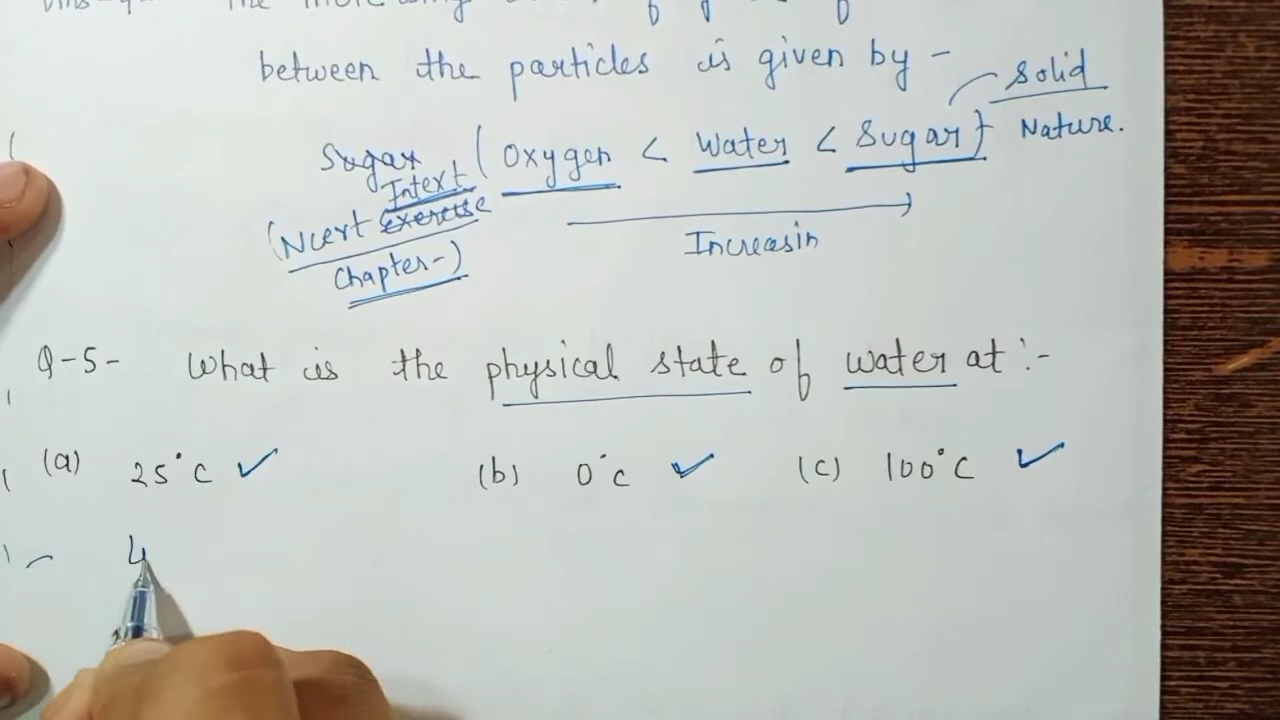 The
between the particles is given by -
Solid
Nature.
Sugar (Oxygen < Water < Sugar)
Intext
(Ncert Exercise
Chapter-)
Increasin
Q-5- What is the physical state of water at :-
(a) 25°C ✓ (b) 0°C ✓ (c) 100°C ✓